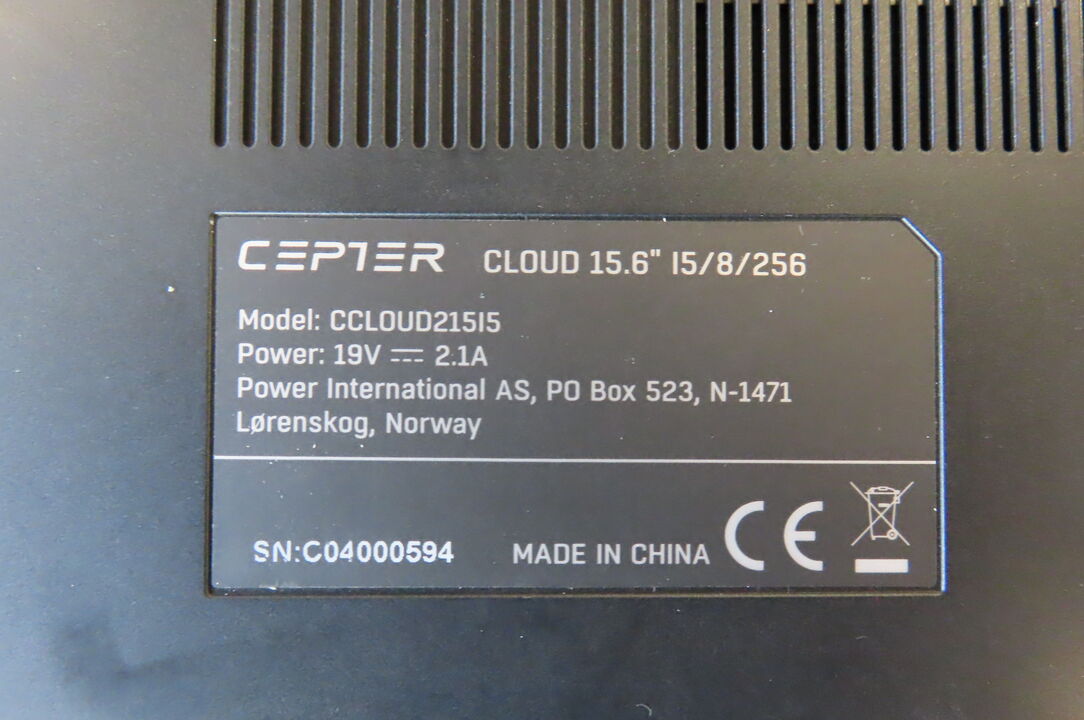 CEPTER CLOUD 15.6" I5/8/256
Model: CCLOUD215I5
Power: 19V ⎓ 2.1A
Power International AS, PO Box 523, N-1471
Lørenskog, Norway
SN:C04000594 MADE IN CHINA CE